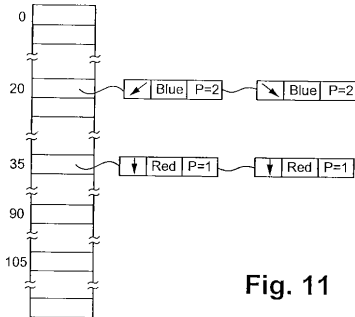 0
20 Blue P=2 Blue P=2
35 Red P=1 Red P=1
90
105
Fig. 11